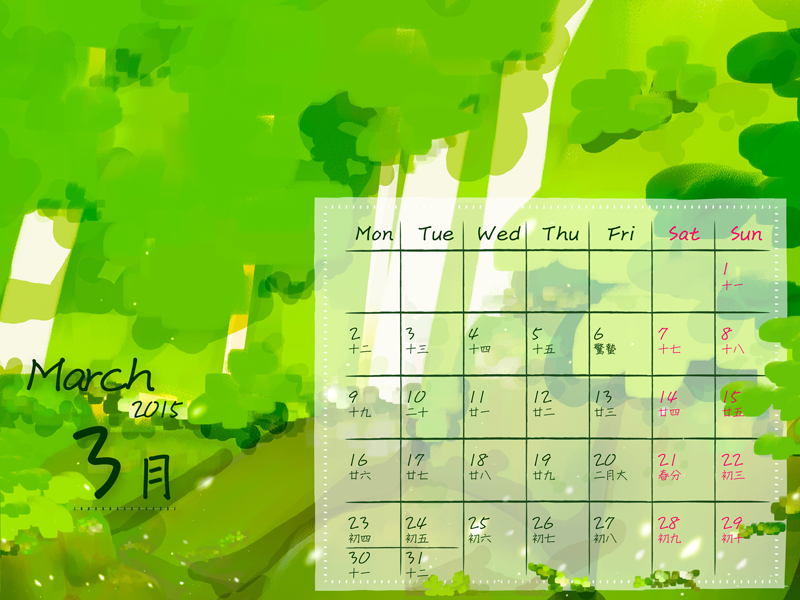 March
2015
3月
Mon Tue Wed Thu Fri Sat Sun
1
十一
2 3 4 5 6 7 8
十二 十三 十四 十五 驚蟄 十七 十八
9 10 11 12 13 14 15
十九 二十 廿一 廿二 廿三 廿四 廿五
16 17 18 19 20 21 22
廿六 廿七 廿八 廿九 二月大 春分 初三
23 24 25 26 27 28 29
初四 初五 初六 初七 初八 初九 初十
30 31
十一 十二